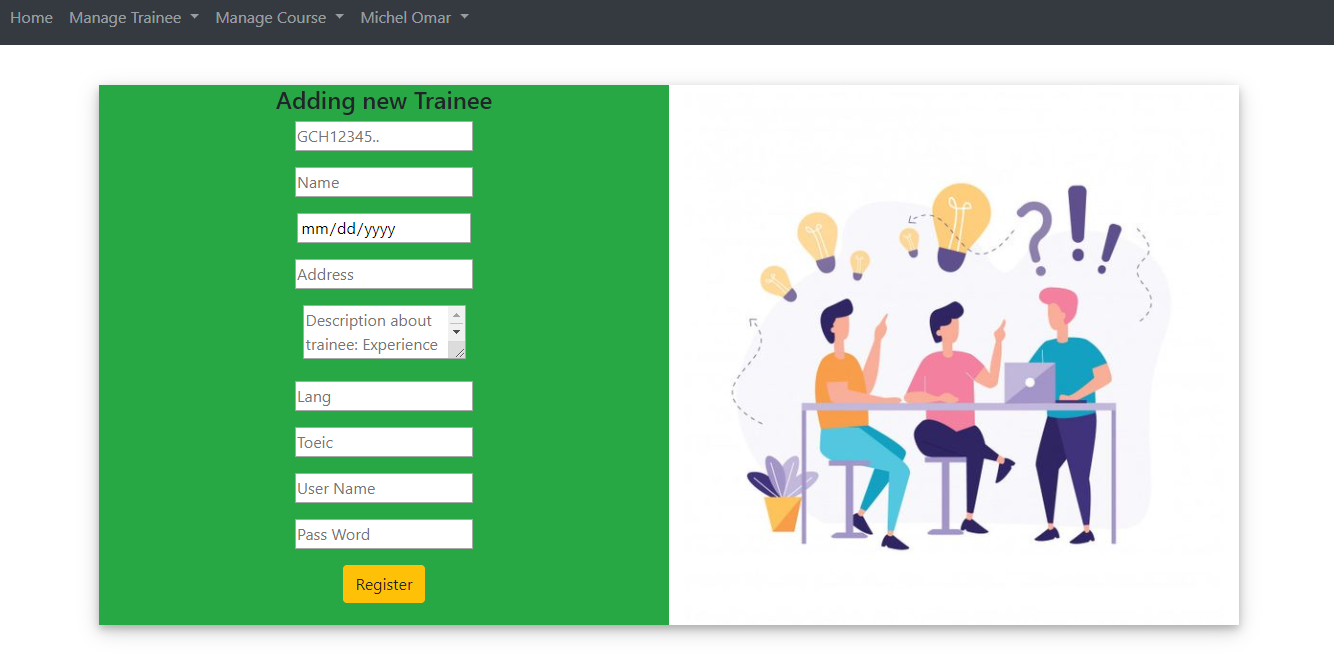 Home Manage Trainee Manage Course Michel Omar
Adding new Trainee
GCH12345..
Name
mm/dd/yyyy
Address
Description about
trainee: Experience
Lang
Toeic
User Name
Pass Word
Register